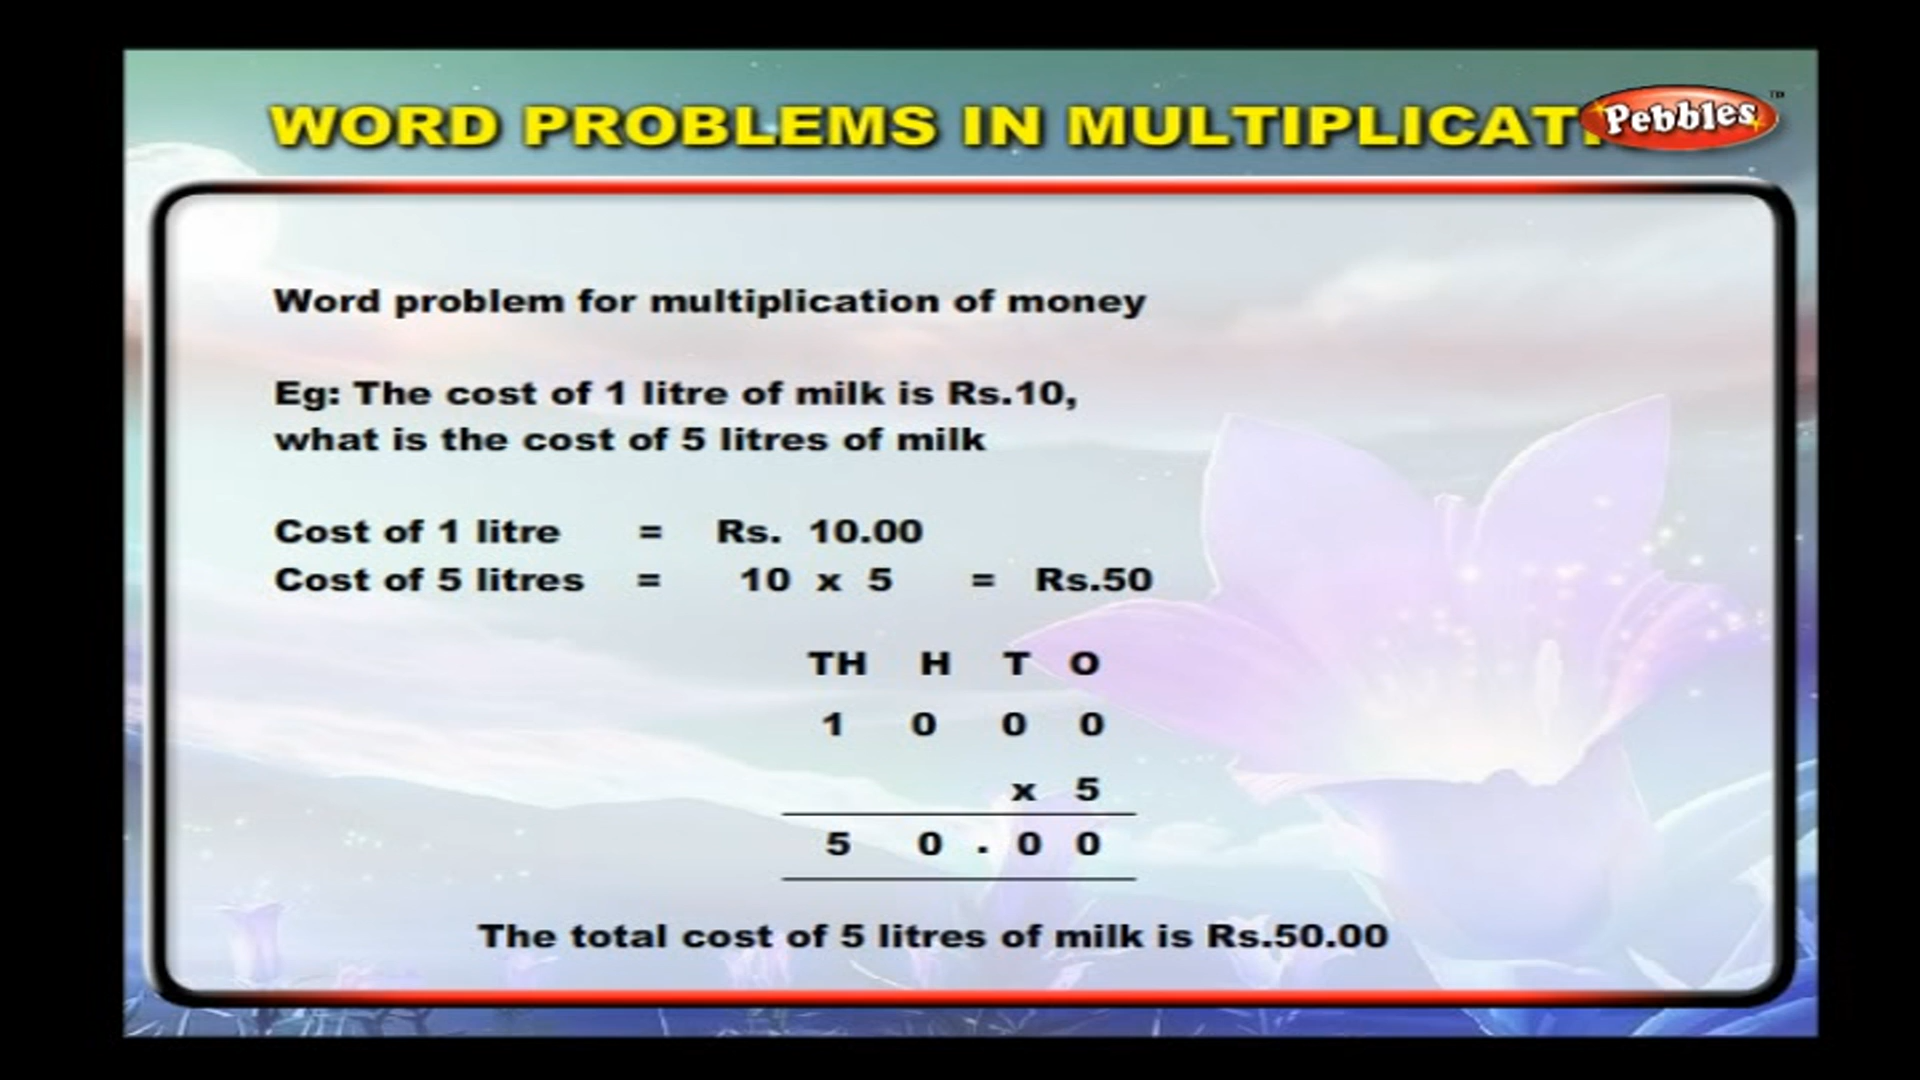 WORD PROBLEMS IN MULTIPLICAT
Pebbles™
Word problem for multiplication of money
Eg: The cost of 1 litre of milk is Rs.10,
what is the cost of 5 litres of milk
Cost of 1 litre = Rs. 10.00
Cost of 5 litres = 10 x 5 = Rs.50
TH H T O
1 0 0 0
x 5
5 0 . 0 0
The total cost of 5 litres of milk is Rs.50.00